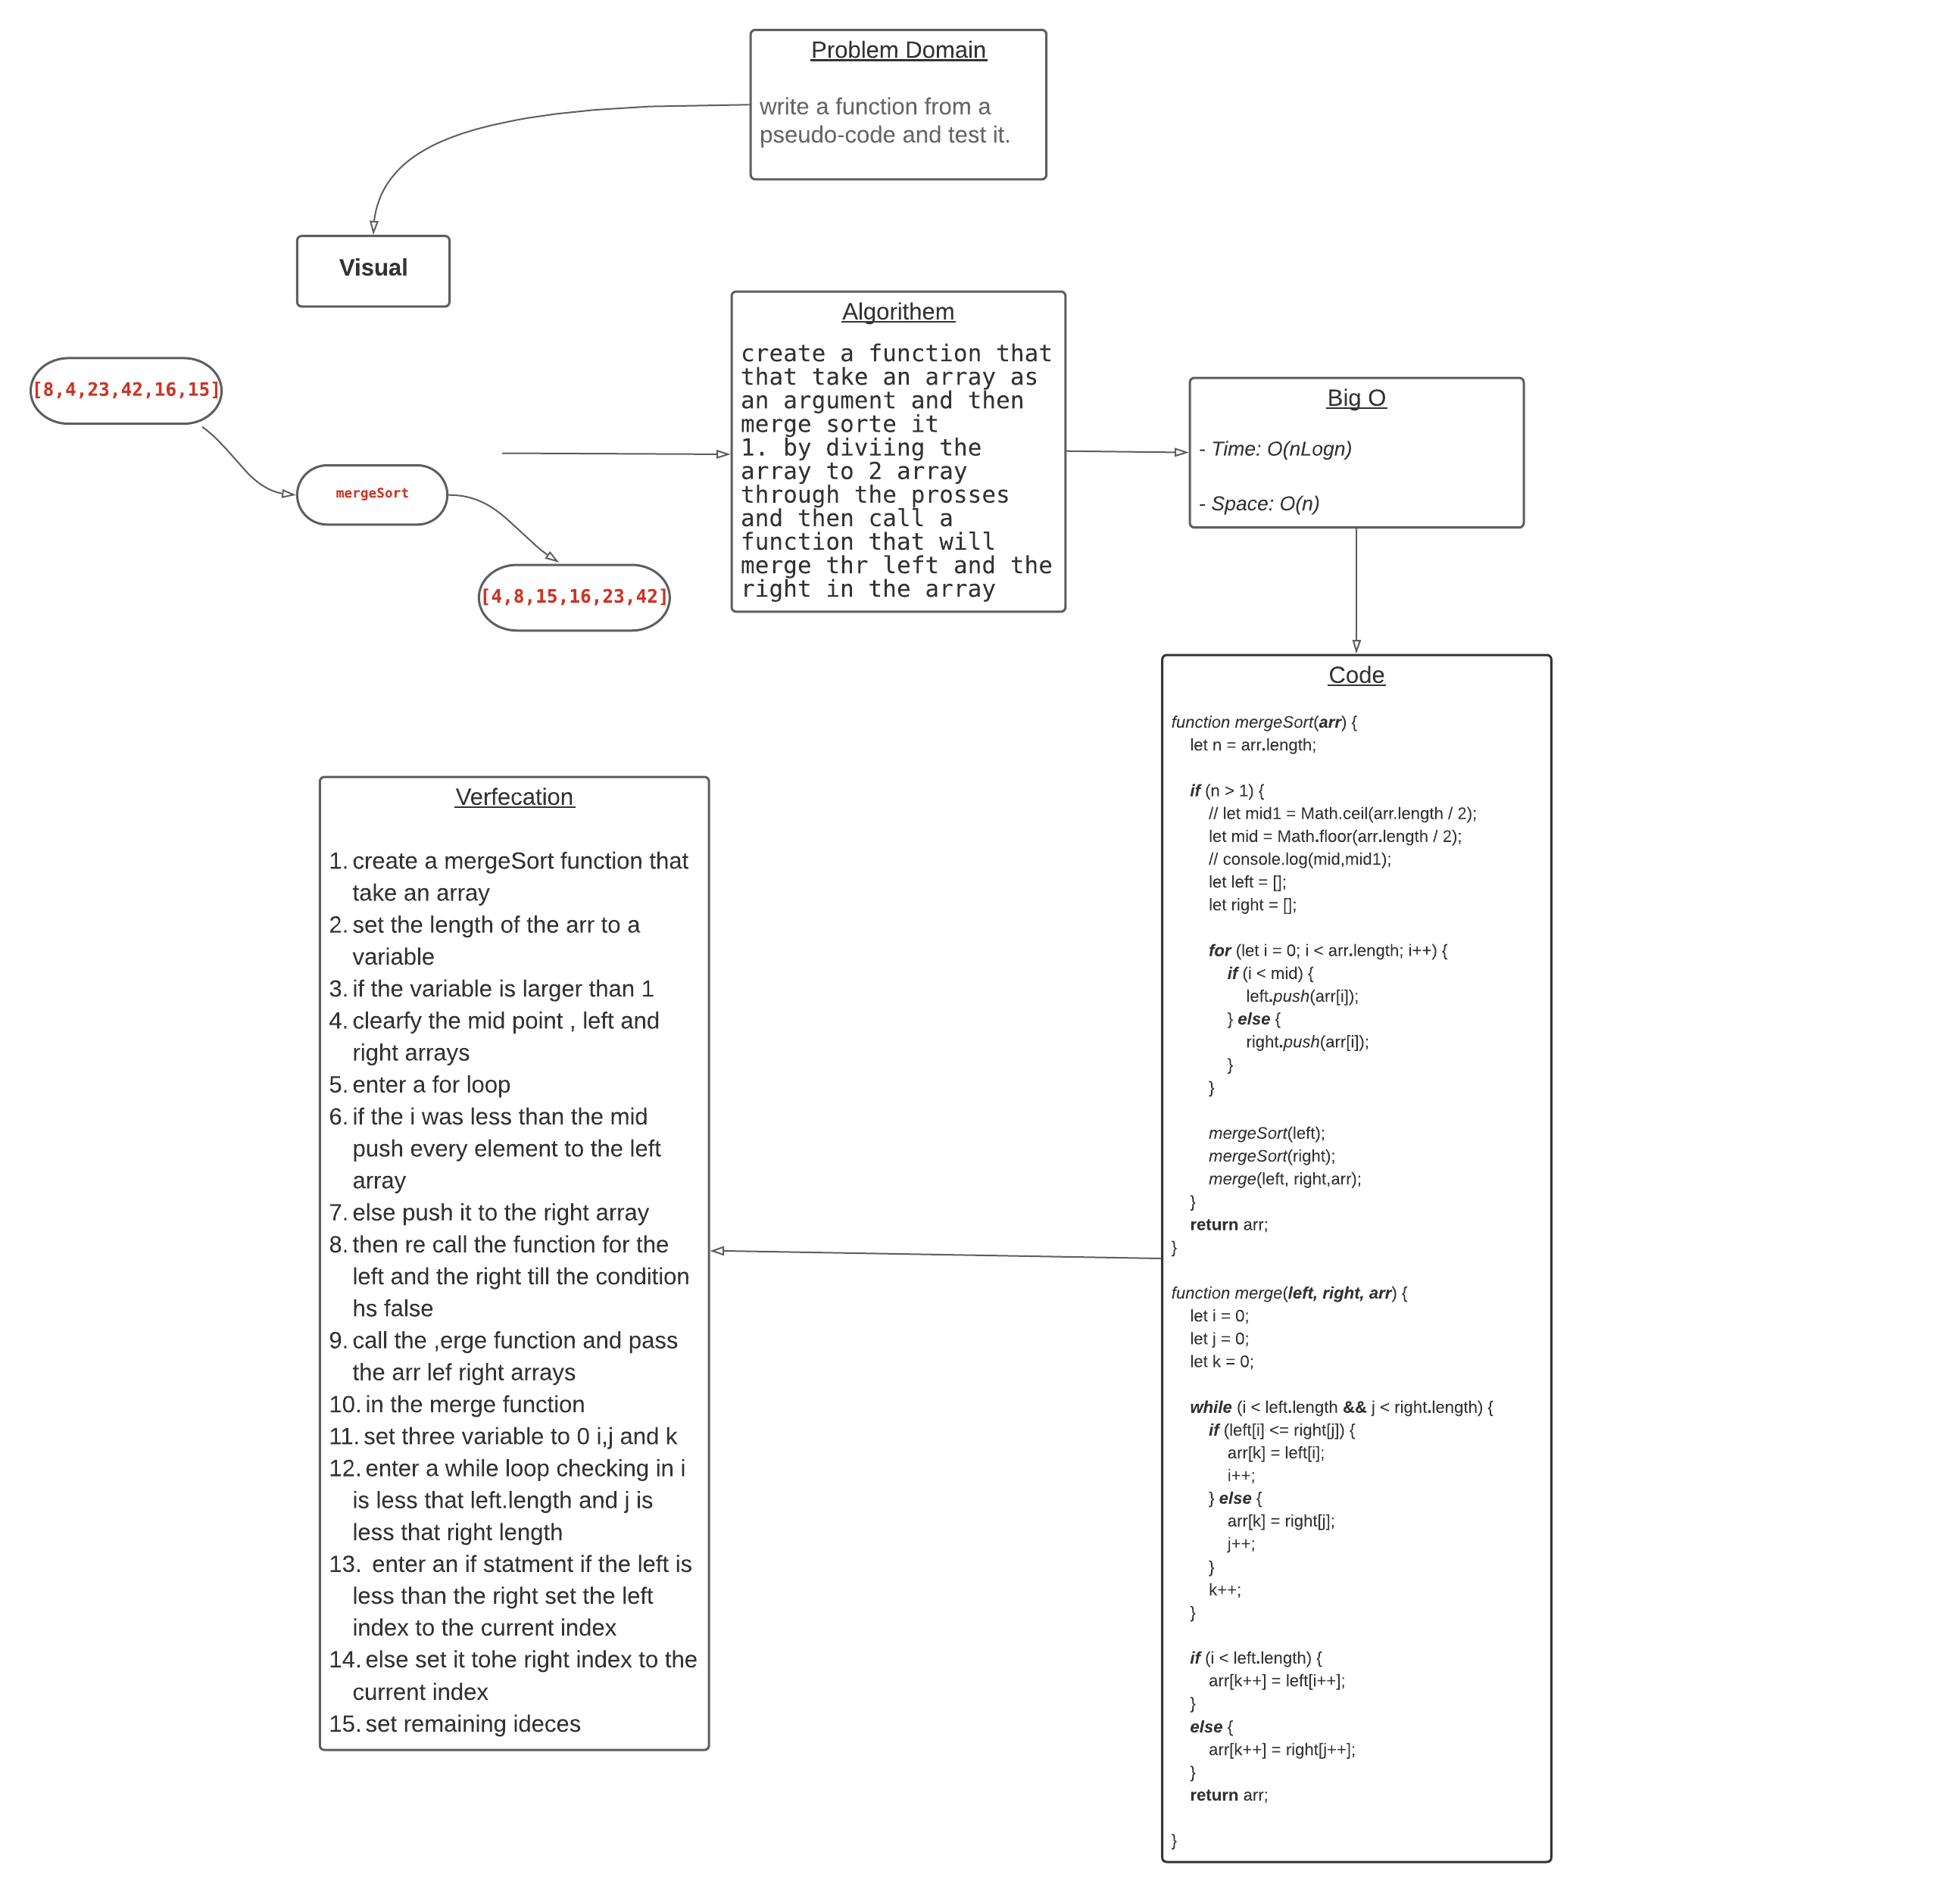 Problem Domain
write a function from a
pseudo-code and test it.
Visual
[8,4,23,42,16,15]
mergeSort
[4,8,15,16,23,42]
Algorithem
create a function that
that take an array as
an argument and then
merge sorte it
1. by diviing the
array to 2 array
through the prosses
and then call a
function that will
merge thr left and the
right in the array
Big O
- Time: O(nLogn)
- Space: O(n)
Code
function mergeSort(arr) {
let n = arr.length;
if (n > 1) {
// let mid1 = Math.ceil(arr.length / 2);
let mid = Math.floor(arr.length / 2);
// console.log(mid,mid1);
let left = [];
let right = [];
for (let i = 0; i < arr.length; i++) {
if (i < mid) {
left.push(arr[i]);
} else {
right.push(arr[i]);
}
}
mergeSort(left);
mergeSort(right);
merge(left, right,arr);
}
return arr;
}
function merge(left, right, arr) {
let i = 0;
let j = 0;
let k = 0;
while (i < left.length && j < right.length) {
if (left[i] <= right[j]) {
arr[k] = left[i];
i++;
} else {
arr[k] = right[j];
j++;
}
k++;
}
if (i < left.length) {
arr[k++] = left[i++];
}
else {
arr[k++] = right[j++];
}
return arr;
}
Verfecation
1. create a mergeSort function that
take an array
2. set the length of the arr to a
variable
3. if the variable is larger than 1
4. clearfy the mid point , left and
right arrays
5. enter a for loop
6. if the i was less than the mid
push every element to the left
array
7. else push it to the right array
8. then re call the function for the
left and the right till the condition
hs false
9. call the ,erge function and pass
the arr lef right arrays
10. in the merge function
11. set three variable to 0 i,j and k
12. enter a while loop checking in i
is less that left.length and j is
less that right length
13. enter an if statment if the left is
less than the right set the left
index to the current index
14. else set it tohe right index to the
current index
15. set remaining ideces